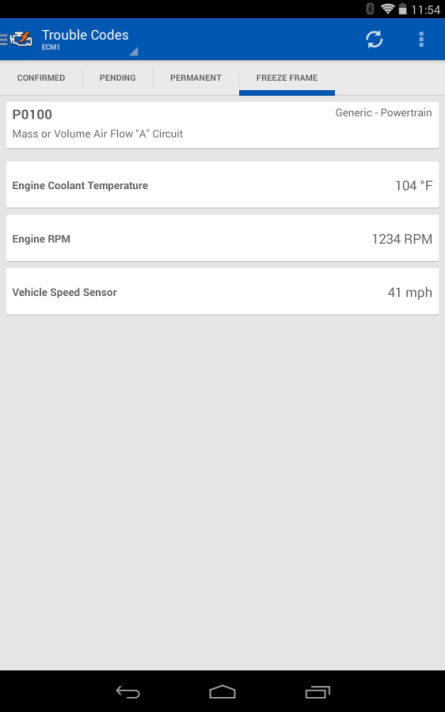 11:54
Trouble Codes
ECM1
CONFIRMED PENDING PERMANENT FREEZE FRAME
P0100 Generic - Powertrain
Mass or Volume Air Flow "A" Circuit
Engine Coolant Temperature 104 °F
Engine RPM 1234 RPM
Vehicle Speed Sensor 41 mph